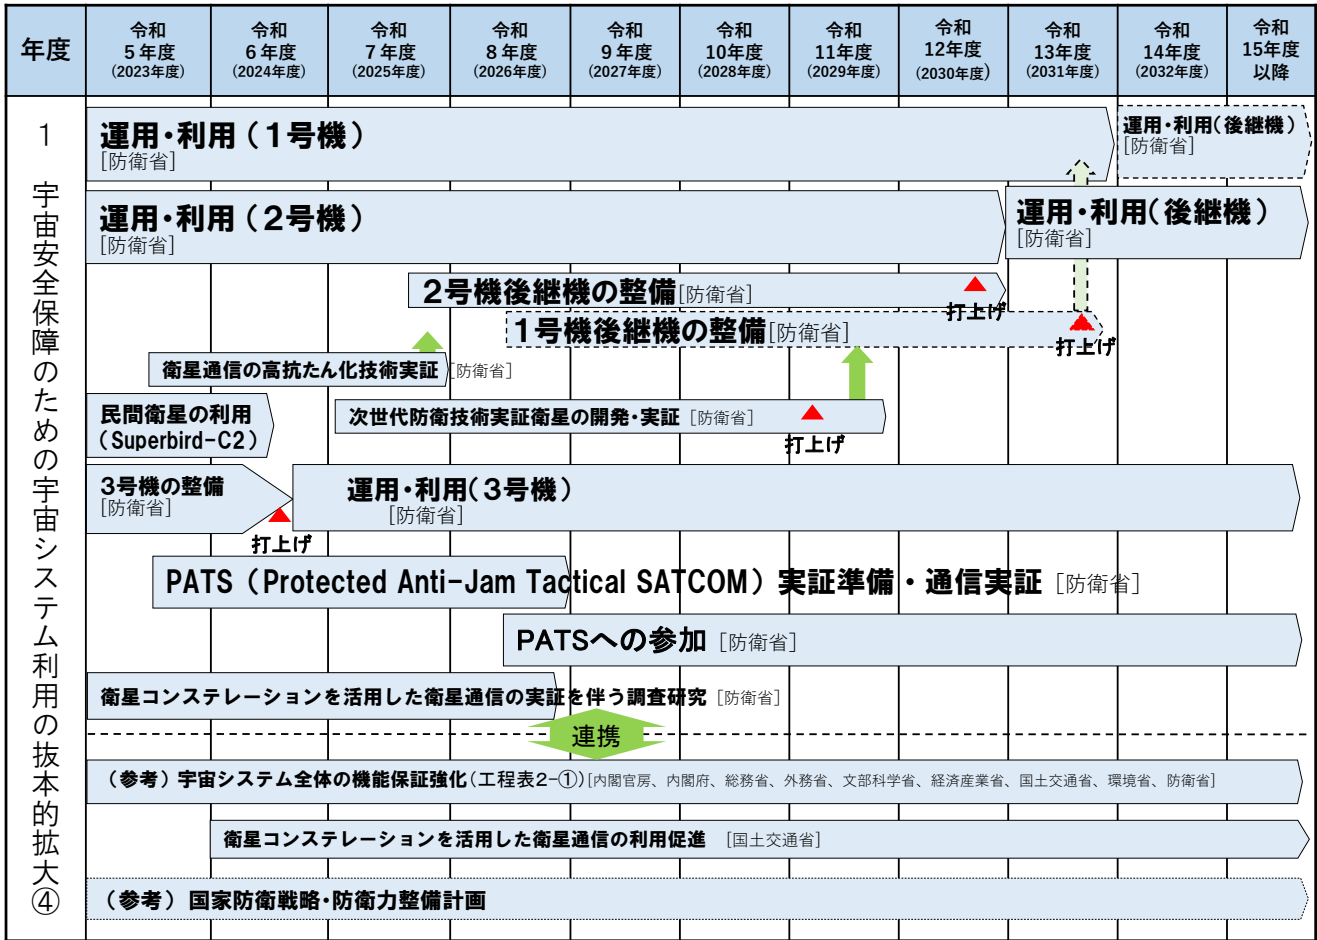 年度
令和
5年度
(2023年度)
令和
6年度
(2024年度)
令和
7年度
(2025年度)
令和
8年度
(2026年度)
令和
9年度
(2027年度)
令和
10年度
(2028年度)
令和
11年度
(2029年度)
令和
12年度
(2030年度)
令和
13年度
(2031年度)
令和
14年度
(2032年度)
令和
15年度
以降
1 宇宙安全保障のための宇宙システム利用の抜本的拡大④
運用・利用（1号機）
[防衛省]
運用・利用（後継機）
[防衛省]
運用・利用（2号機）
[防衛省]
運用・利用（後継機）
[防衛省]
2号機後継機の整備[防衛省]
打上げ
1号機後継機の整備[防衛省]
打上げ
衛星通信の高抗たん化技術実証 [防衛省]
民間衛星の利用
（Superbird-C2）
次世代防衛技術実証衛星の開発・実証 [防衛省]
打上げ
3号機の整備
[防衛省]
打上げ
運用・利用（3号機）
[防衛省]
PATS（Protected Anti-Jam Tactical SATCOM）実証準備・通信実証 [防衛省]
PATSへの参加 [防衛省]
衛星コンステレーションを活用した衛星通信の実証を伴う調査研究 [防衛省]
連携
（参考）宇宙システム全体の機能保証強化(工程表2-①)[内閣官房、内閣府、総務省、外務省、文部科学省、経済産業省、国土交通省、環境省、防衛省]
衛星コンステレーションを活用した衛星通信の利用促進 [国土交通省]
（参考）国家防衛戦略・防衛力整備計画